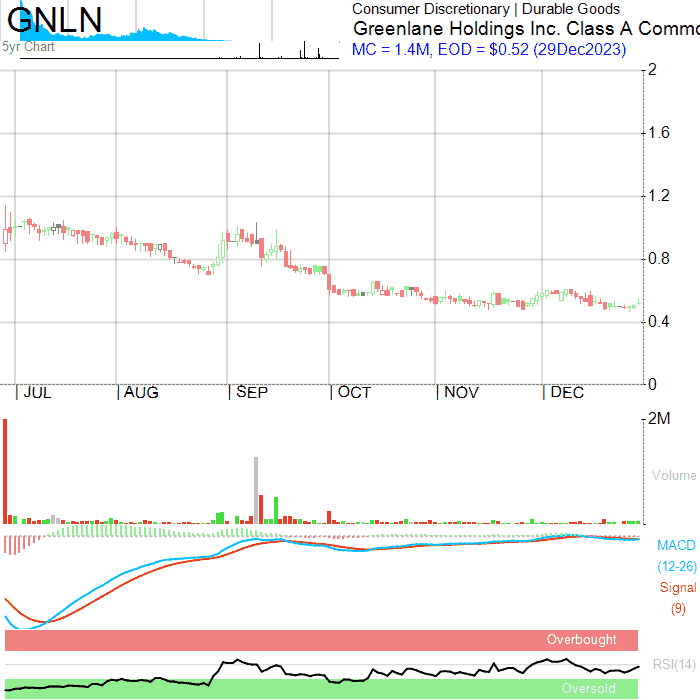 GNLN
5yr Chart
Consumer Discretionary | Durable Goods
Greenlane Holdings Inc. Class A Commo
MC = 1.4M, EOD = $0.52 (29Dec2023)
2
1.6
1.2
0.8
0.4
0
| JUL | AUG | SEP | OCT | NOV | DEC
2M
Volume
MACD
(12-26)
Signal
(9)
Overbought
RSI(14)
Oversold